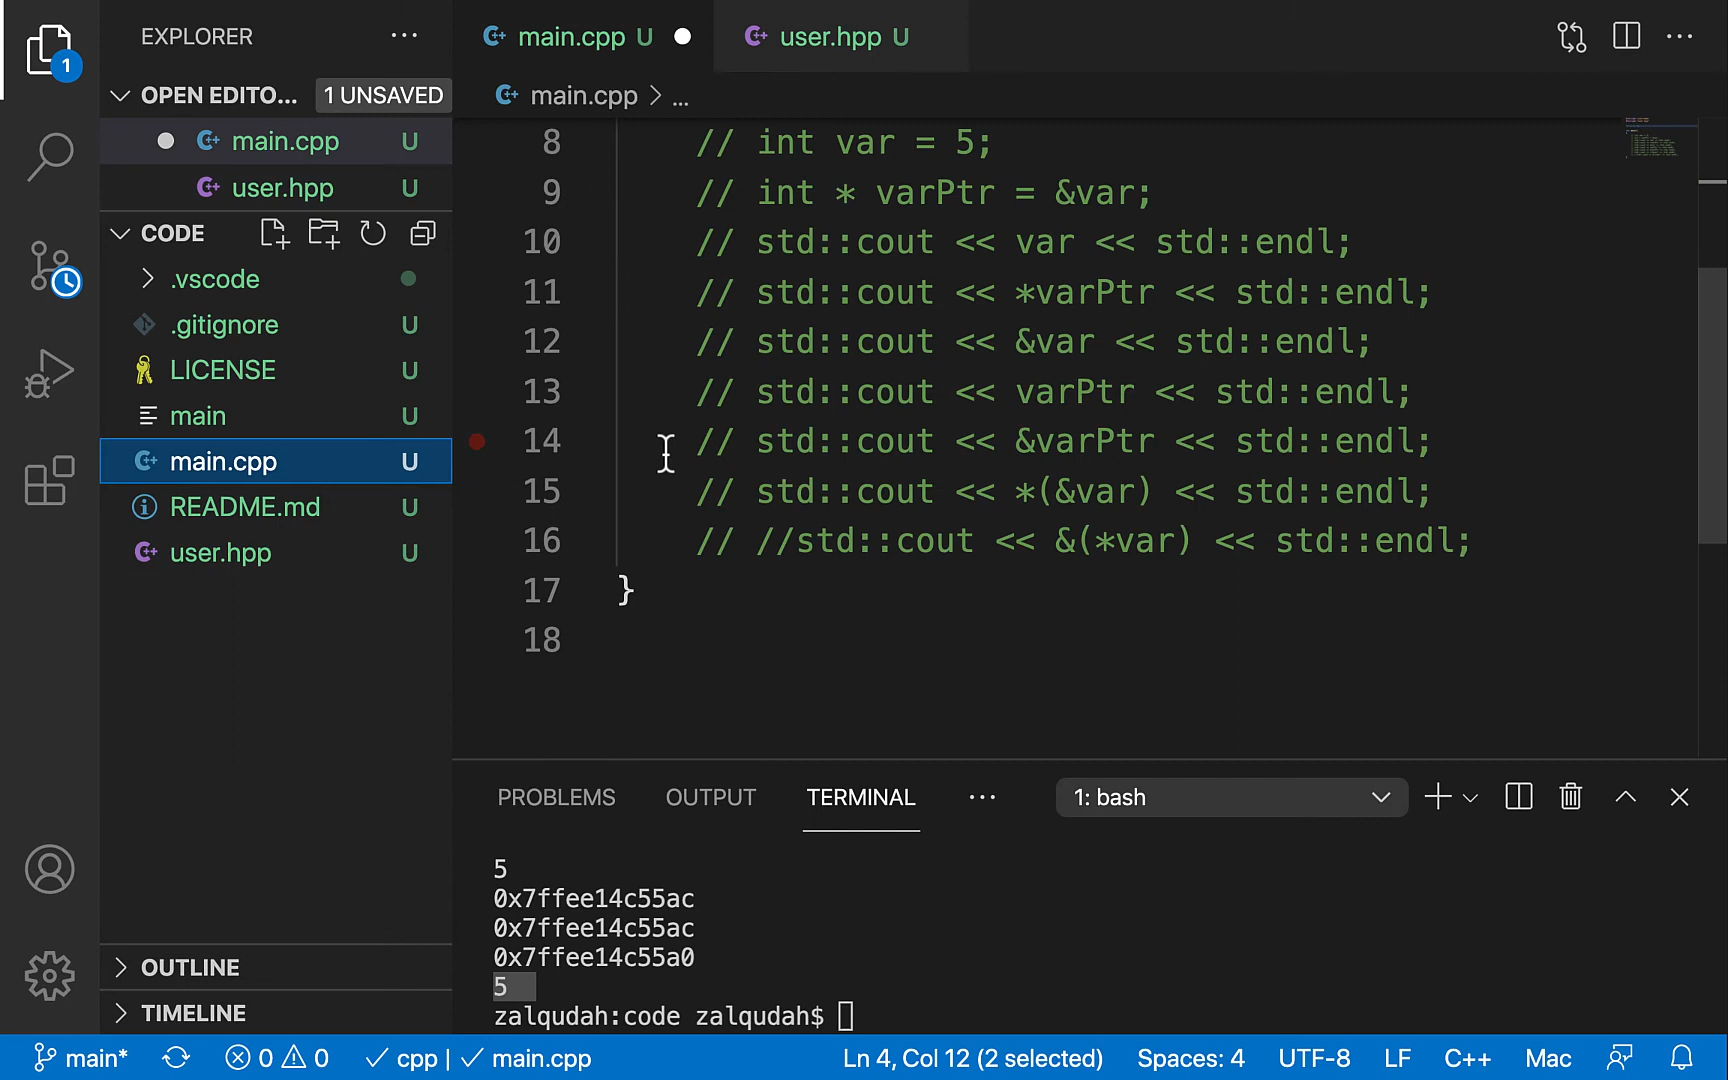 EXPLORER ...
main.cpp U
user.hpp U
1
OPEN EDITO... 1 UNSAVED
main.cpp > ...
main.cpp U
user.hpp U
CODE
.vscode
.gitignore U
LICENSE U
main U
main.cpp U
README.md U
user.hpp U
OUTLINE
TIMELINE
8 // int var = 5;
9 // int * varPtr = &var;
10 // std::cout << var << std::endl;
11 // std::cout << *varPtr << std::endl;
12 // std::cout << &var << std::endl;
13 // std::cout << varPtr << std::endl;
14 // std::cout << &varPtr << std::endl;
15 // std::cout << *(&var) << std::endl;
16 // //std::cout << &(*var) << std::endl;
17 }
18
PROBLEMS OUTPUT TERMINAL ... 1: bash
5
0x7ffee14c55ac
0x7ffee14c55ac
0x7ffee14c55a0
5
zalqudah:code zalqudah$
main* 0 0 cpp | main.cpp Ln 4, Col 12 (2 selected) Spaces: 4 UTF-8 LF C++ Mac